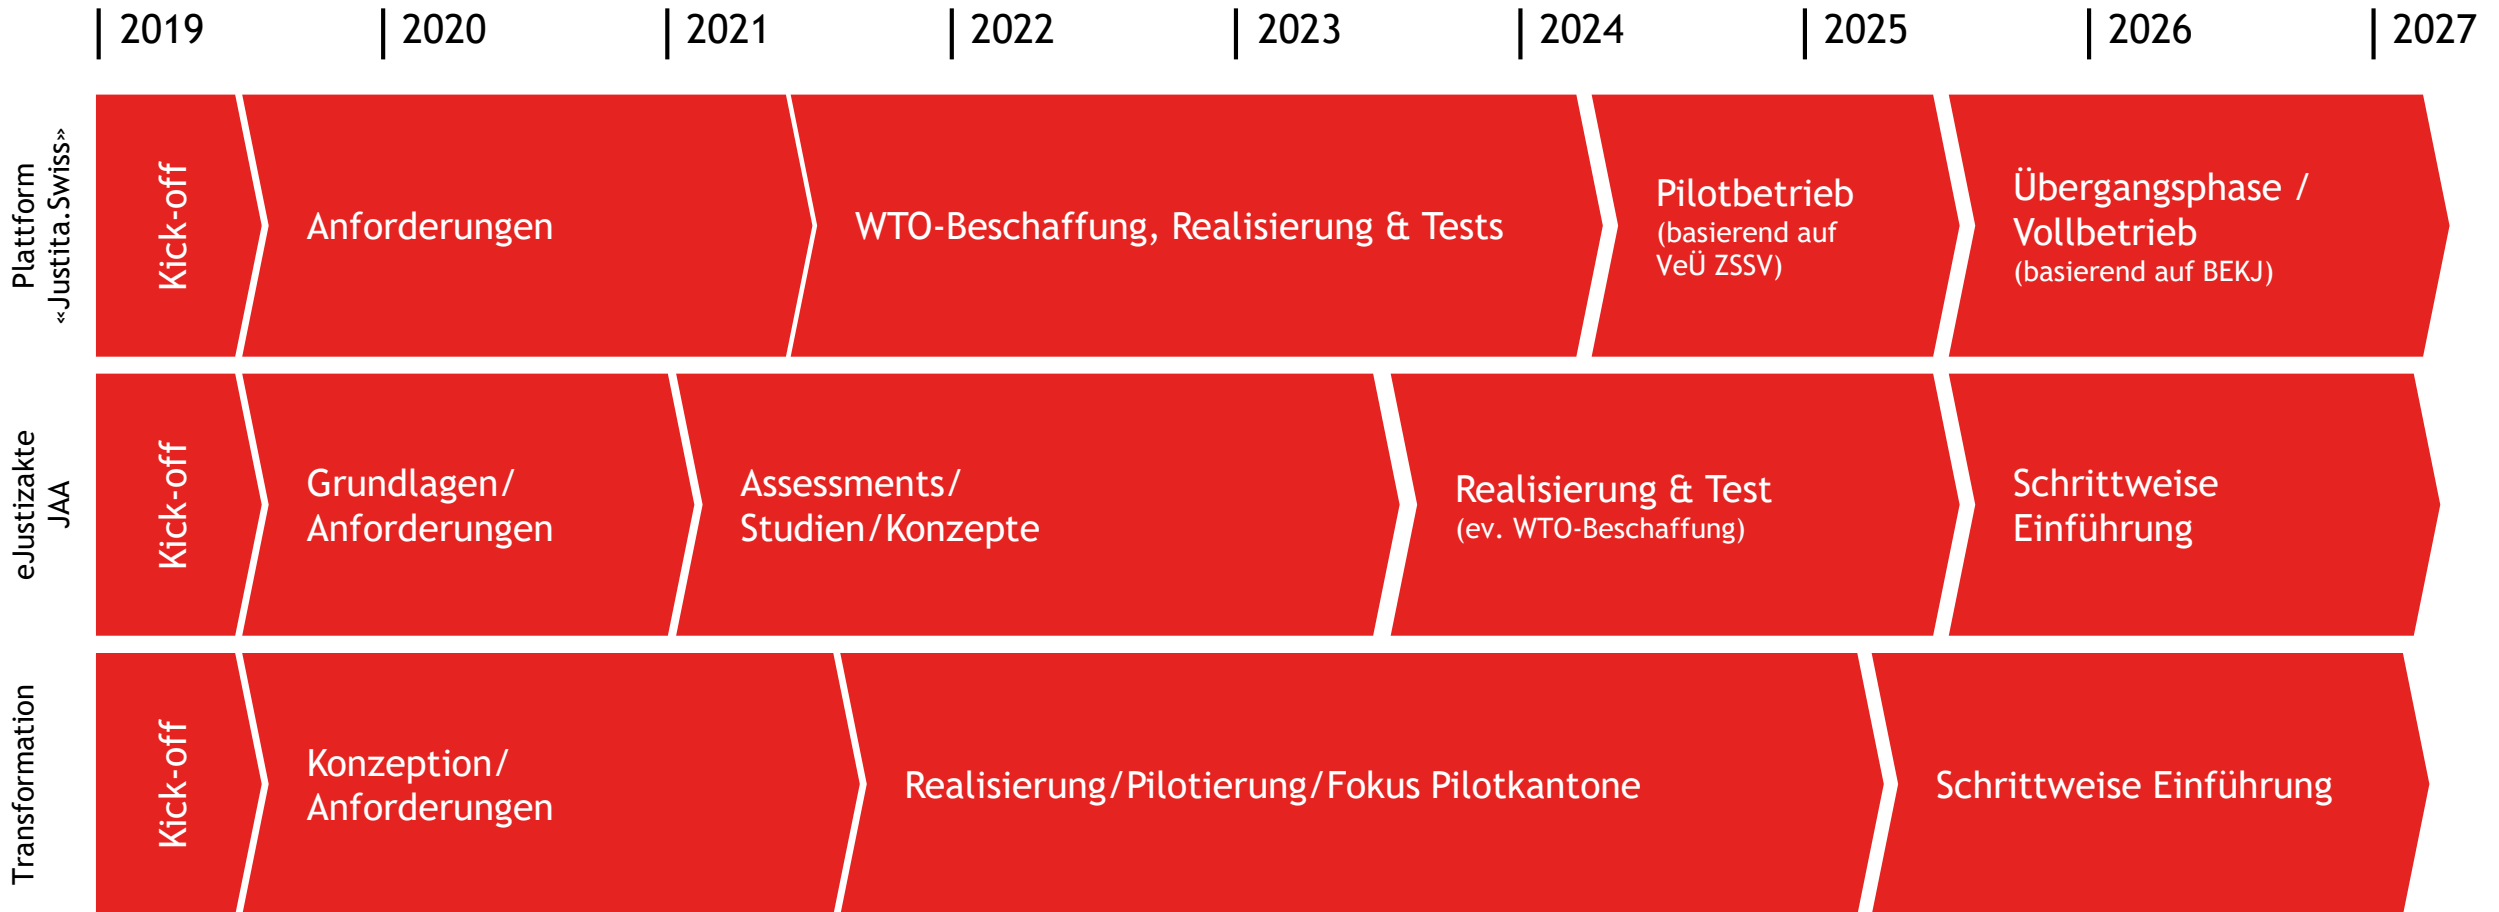 2019 2020 2021 2022 2023 2024 2025 2026 2027
Plattform
«Justita.Swiss»
Kick-off
Anforderungen
WTO-Beschaffung, Realisierung & Tests
Pilotbetrieb
(basierend auf
VeÜ ZSSV)
Übergangsphase /
Vollbetrieb
(basierend auf BEKJ)
eJustizakte
JAA
Kick-off
Grundlagen/
Anforderungen
Assessments/
Studien/Konzepte
Realisierung & Test
(ev. WTO-Beschaffung)
Schrittweise
Einführung
Transformation
Kick-off
Konzeption/
Anforderungen
Realisierung/Pilotierung/Fokus Pilotkantone
Schrittweise Einführung